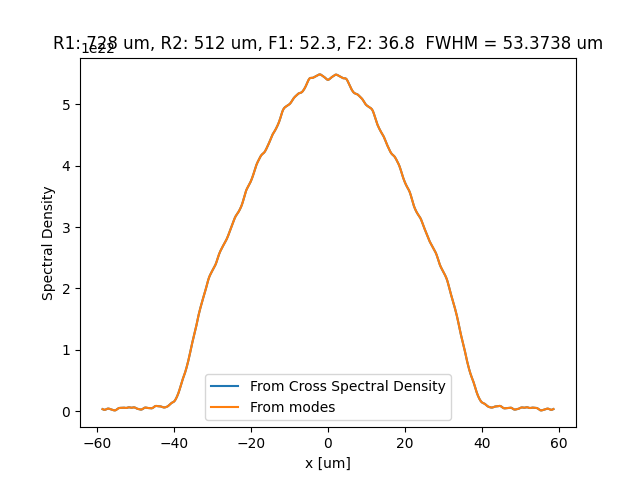 R1: 728 um, R2: 512 um, F1: 52.3, F2: 36.8  FWHM = 53.3738 um
1e22
5
4
3
2
1
0
Spectral Density
From Cross Spectral Density
From modes
−60 −40 −20 0 20 40 60
x [um]